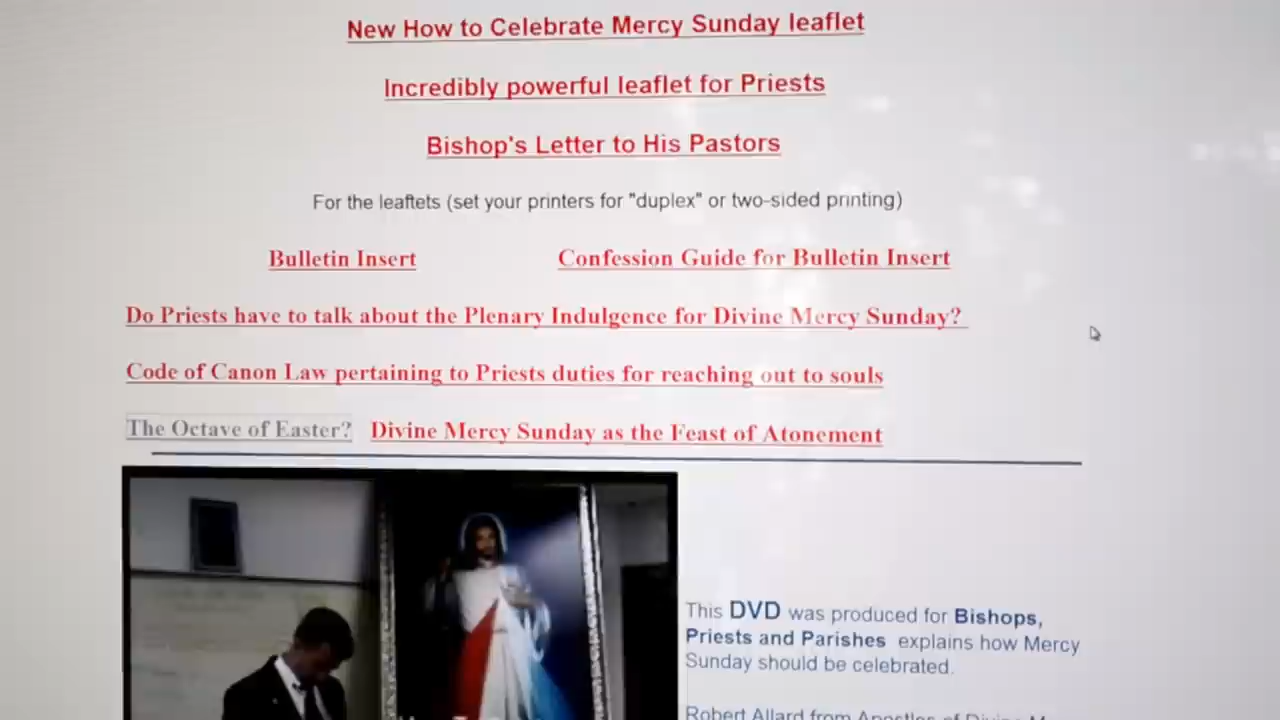 New How to Celebrate Mercy Sunday leaflet
Incredibly powerful leaflet for Priests
Bishop's Letter to His Pastors
For the leaftets (set your printers for "duplex" or two-sided printing)
Bulletin Insert Confession Guide for Bulletin Insert
Do Priests have to talk about the Plenary Indulgence for Divine Mercy Sunday?
Code of Canon Law pertaining to Priests duties for reaching out to souls
The Octave of Easter? Divine Mercy Sunday as the Feast of Atonement
This DVD was produced for Bishops,
Priests and Parishes explains how Mercy
Sunday should be celebrated.
Robert Allard from Apostles of Divine